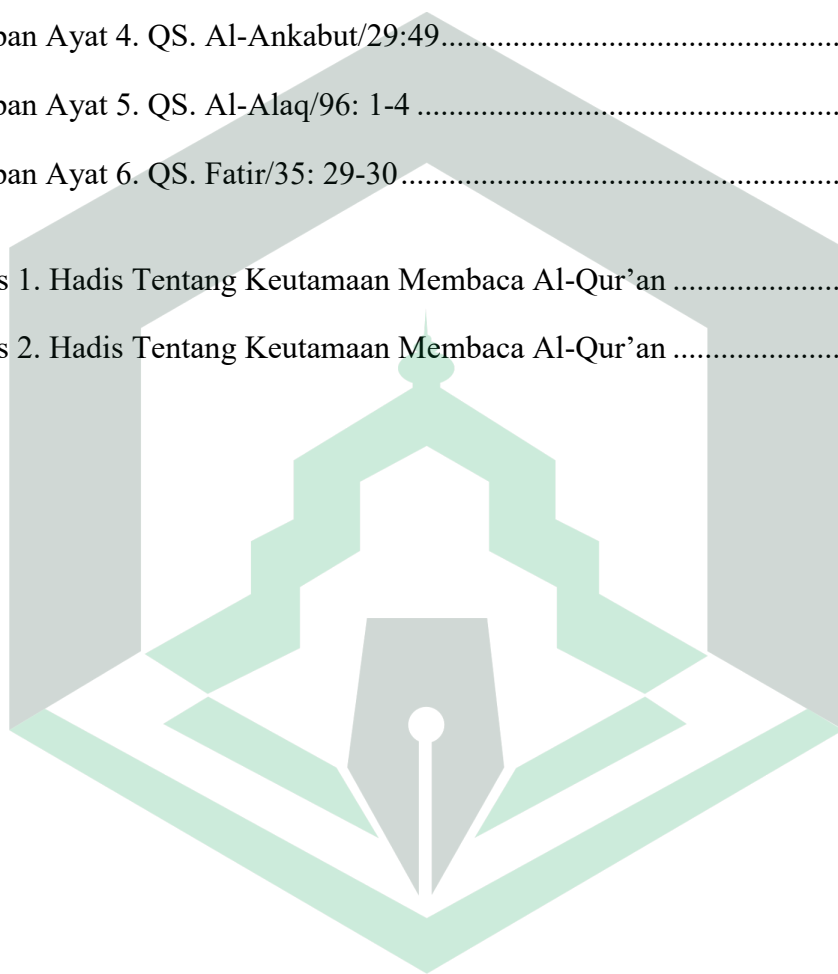 pan Ayat 4. QS. Al-Ankabut/29:49..........................................................
pan Ayat 5. QS. Al-Alaq/96: 1-4 .............................................................
pan Ayat 6. QS. Fatir/35: 29-30...............................................................
s 1. Hadis Tentang Keutamaan Membaca Al-Qur’an ........................
s 2. Hadis Tentang Keutamaan Membaca Al-Qur’an ........................